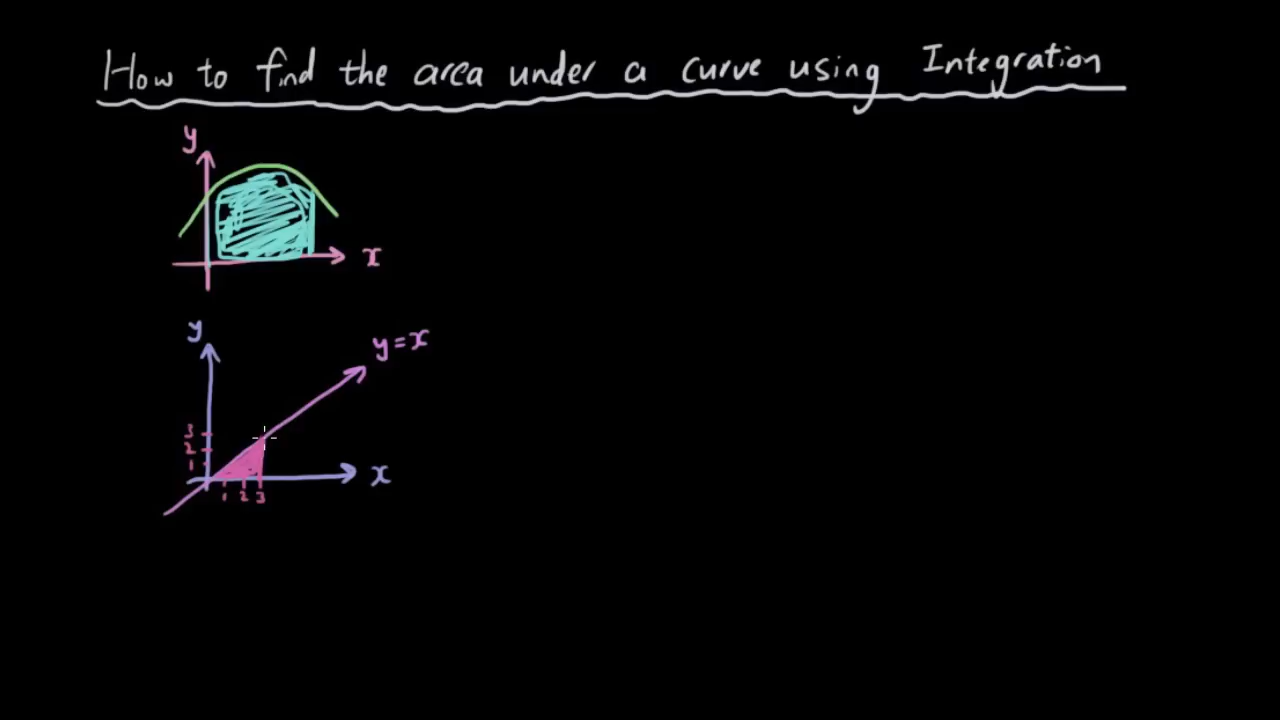 How to find the area under a curve using Integration
y
x
y
y=x
3
2
1
x
1 2 3